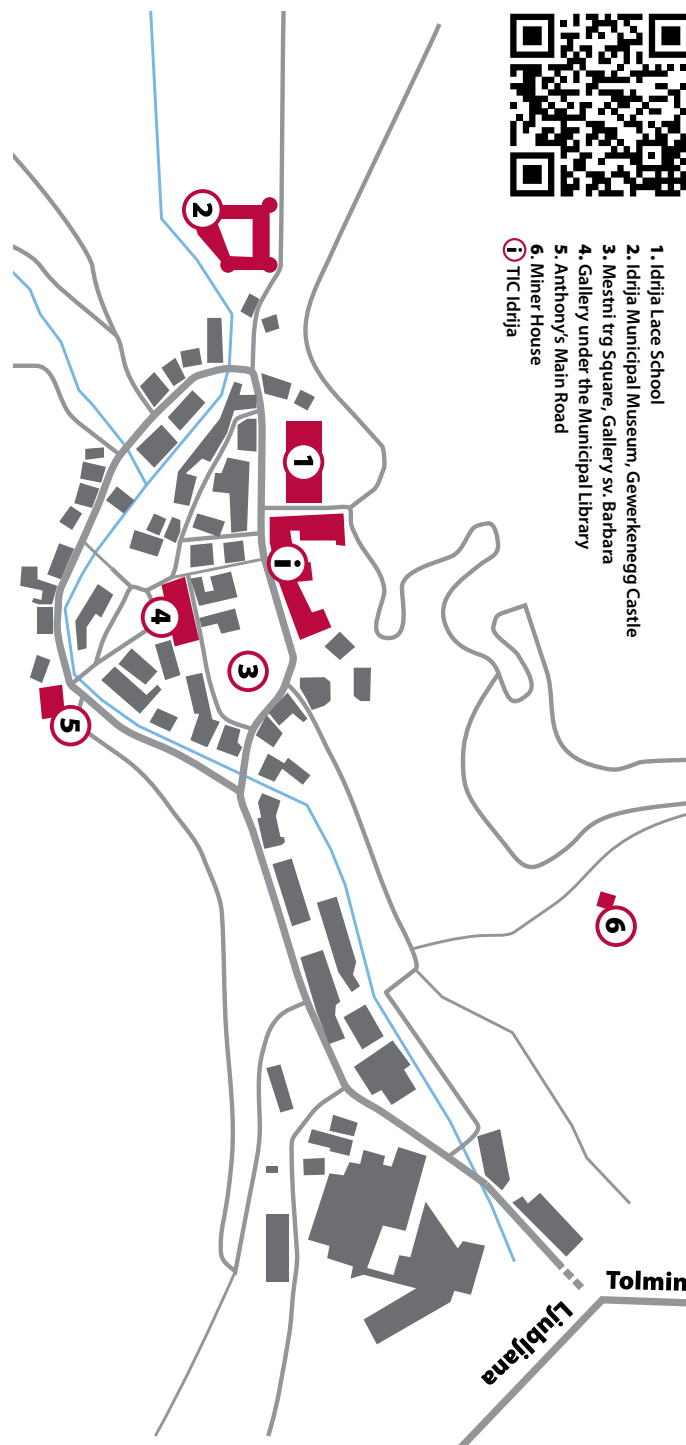 1. Idrija Lace School
2. Idrija Municipal Museum, Gewerkenegg Castle
3. Mestni trg Square, Gallery sv. Barbara
4. Gallery under the Municipal Library
5. Anthony's Main Road
6. Miner House
i TIC Idrija
2
1
i
4
3
5
6
Tolmin
Ljubljana